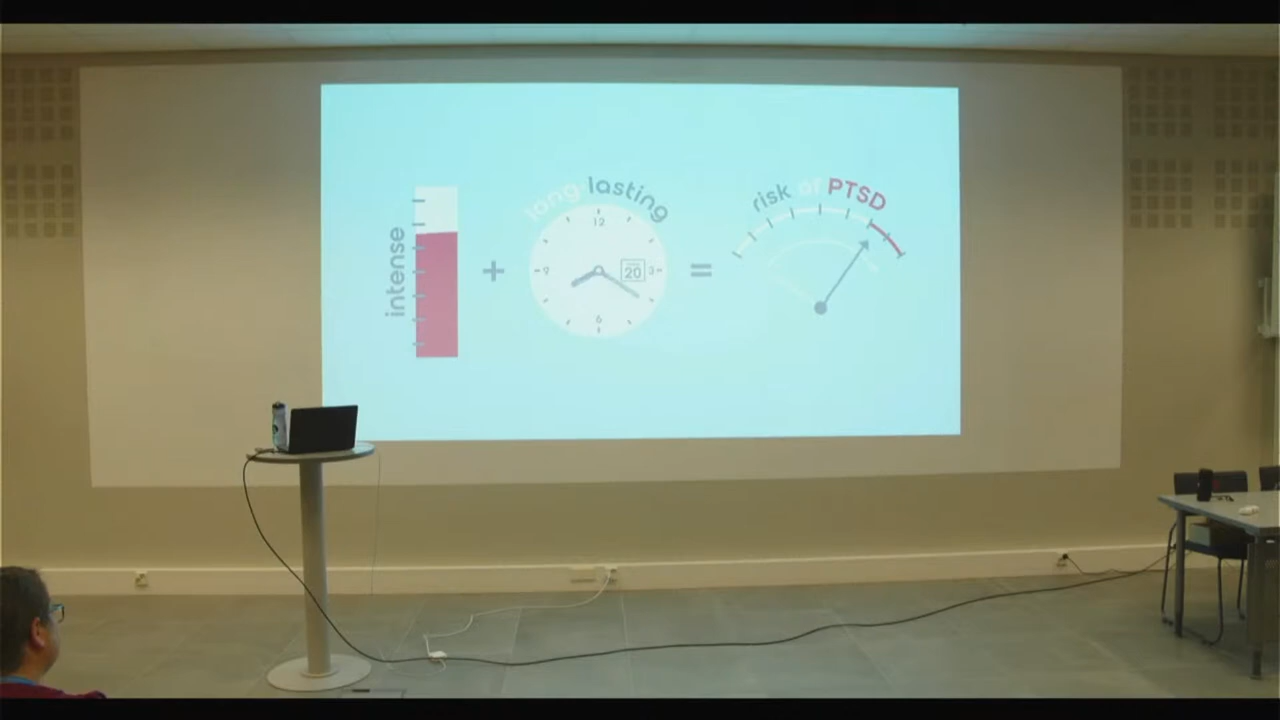 intense
+
long-lasting
12
9
20
3
6
=
risk of PTSD